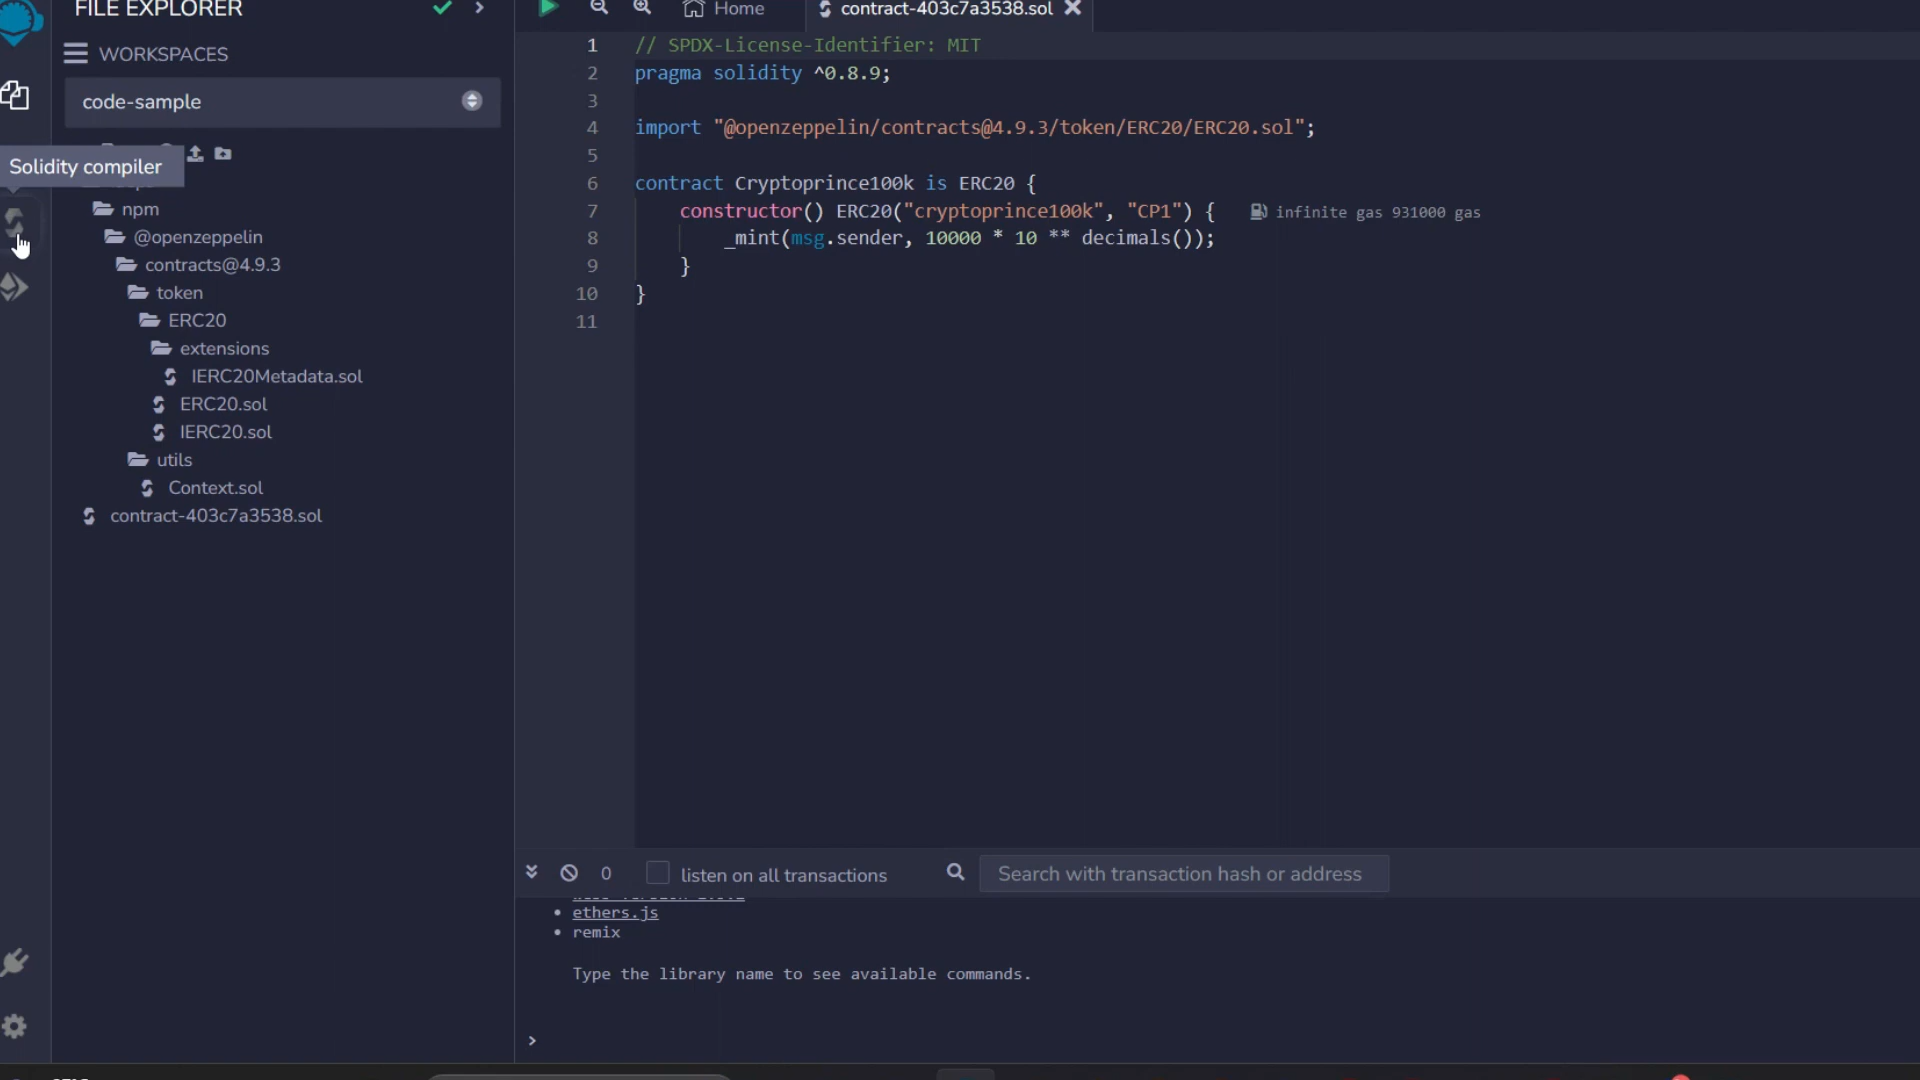 FILE EXPLORER
WORKSPACES
code-sample
Solidity compiler
npm
@openzeppelin
contracts@4.9.3
token
ERC20
extensions
IERC20Metadata.sol
ERC20.sol
IERC20.sol
utils
Context.sol
contract-403c7a3538.sol
Home
contract-403c7a3538.sol
1 // SPDX-License-Identifier: MIT
2 pragma solidity ^0.8.9;
3
4 import "@openzeppelin/contracts@4.9.3/token/ERC20/ERC20.sol";
5
6 contract Cryptoprince100k is ERC20 {
7 constructor() ERC20("cryptoprince100k", "CP1") { infinite gas 931000 gas
8 _mint(msg.sender, 10000 * 10 ** decimals());
9 }
10 }
11
0 listen on all transactions Search with transaction hash or address
• ethers.js
• remix
Type the library name to see available commands.
>